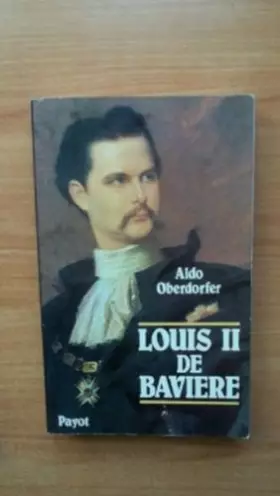 Aldo
Oberdorfer
LOUIS II
DE
BAVIERE
Payot